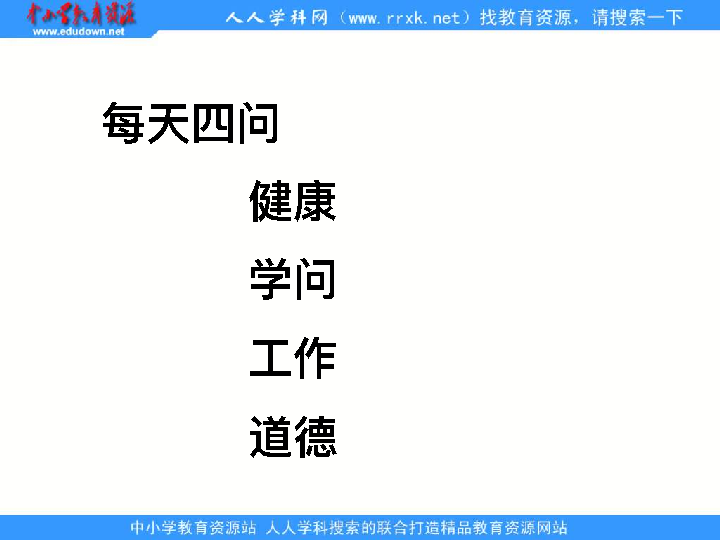 中小学教育资源
www.edudown.net
人人学科网（www.rrxk.net）找教育资源，请搜索一下
每天四问
健康
学问
工作
道德
中小学教育资源站 人人学科搜索的联合打造精品教育资源网站